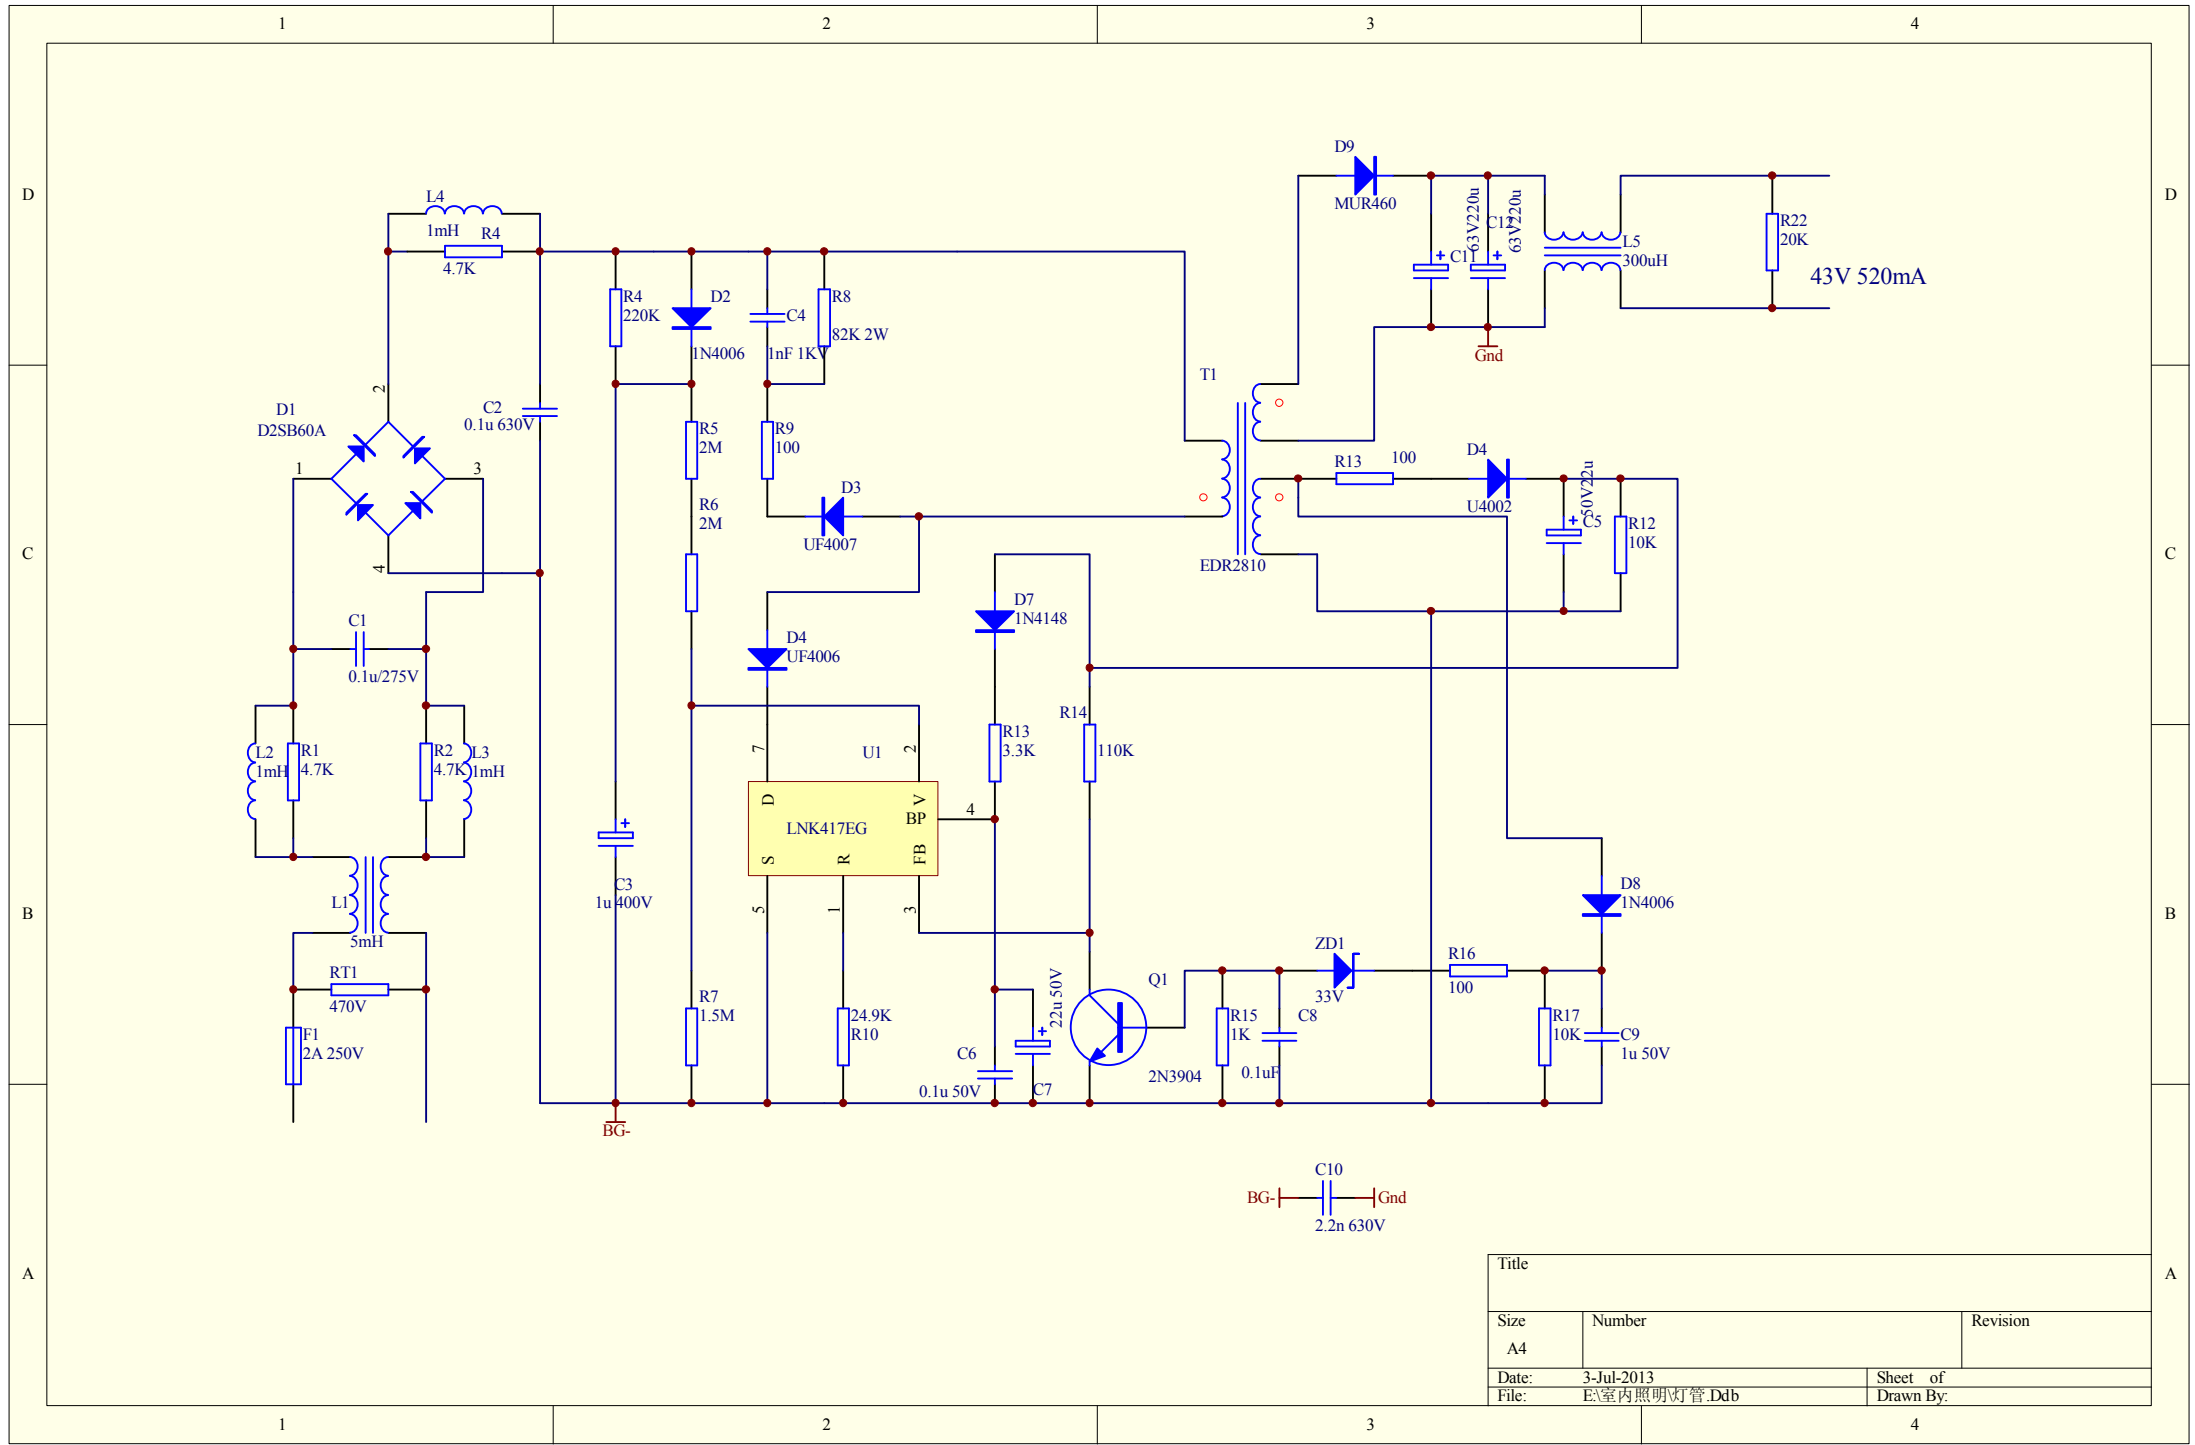 1
2
3
4
D
D
C
C
B
B
A
A
1
2
3
4
D9
MUR460
63V220u
C12
63V220u
C11
L5
300uH
R22
20K
43V 520mA
Gnd
L4
1mH
R4
4.7K
R4
220K
D2
1N4006
C4
1nF 1KV
R8
82K 2W
T1
EDR2810
D1
D2SB60A
2
1
3
4
C2
0.1u 630V
R5
2M
R9
100
R6
2M
D3
UF4007
R13
100
D4
U4002
50V22u
C5
R12
10K
C1
0.1u/275V
D4
UF4006
D7
1N4148
R14
110K
R13
3.3K
L2
1mH
R1
4.7K
R2
4.7K
L3
1mH
U1
7
2
D
V
LNK417EG
BP
4
S
R
FB
5
1
3
C3
1u 400V
L1
5mH
RT1
470V
F1
2A 250V
R7
1.5M
24.9K
R10
22u 50V
C6
0.1u 50V
C7
Q1
2N3904
ZD1
33V
R15
1K
C8
0.1uF
R16
100
D8
1N4006
R17
10K
C9
1u 50V
BG-
C10
BG-
Gnd
2.2n 630V
Title
Size
Number
Revision
A4
Date:
3-Jul-2013
Sheet of
File:
E:\室内照明\灯管.Ddb
Drawn By: